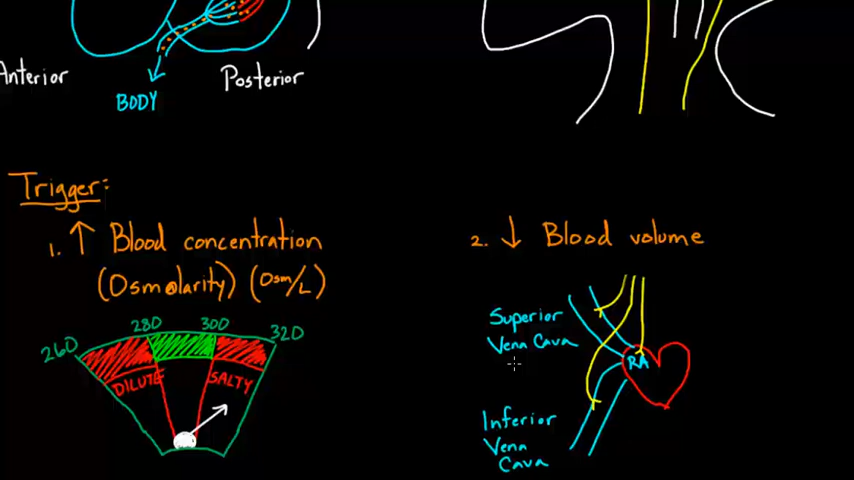 Anterior
BODY
Posterior
Trigger:
1. ↑ Blood concentration
(Osmolarity) (Osm/L)
260 280 300 320
DILUTE SALTY
2. ↓ Blood volume
Superior
Vena Cava
RA
Inferior
Vena
Cava